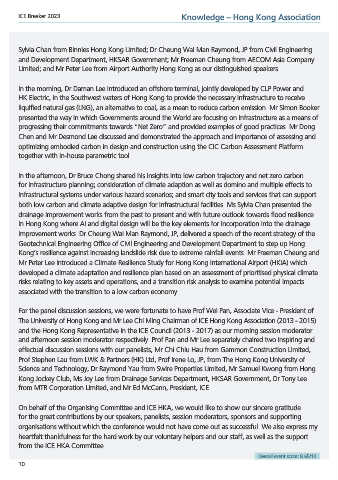 ICE Breaker 2023
Knowledge – Hong Kong Association
Sylvia Chan from Binnies Hong Kong Limited; Dr Cheung Wai Man Raymond, JP from Civil Engineering
and Development Department, HKSAR Government; Mr Freeman Cheung from AECOM Asia Company
Limited; and Mr Peter Lee from Airport Authority Hong Kong as our distinguished speakers
In the morning, Dr Daman Lee introduced an offshore terminal, jointly developed by CLP Power and
HK Electric, in the Southwest waters of Hong Kong to provide the necessary infrastructure to receive
liquified natural gas (LNG), an alternative to coal, as a mean to reduce carbon emission Mr Simon Booker
presented the way in which Governments around the World are focusing on infrastructure as a means of
progressing their commitments towards "Net Zero" and provided examples of good practices Mr Dong
Chen and Mr Desmond Lee discussed and demonstrated the approach and importance of assessing and
optimizing embodied carbon in design and construction using the CIC Carbon Assessment Platform
together with in-house parametric tool
In the afternoon, Dr Bruce Chong shared his insights into low carbon trajectory and net zero carbon
for infrastructure planning; consideration of climate adaption as well as domino and multiple effects to
infrastructural systems under various hazard scenarios; and smart city tools and services that can support
both low carbon and climate adaptive design for infrastructural facilities Ms Sylvia Chan presented the
drainage improvement works from the past to present and with future outlook towards flood resilience
in Hong Kong where AI and digital design will be the key elements for incorporation into the drainage
improvement works Dr Cheung Wai Man Raymond, JP, delivered a speech of the recent strategy of the
Geotechnical Engineering Office of Civil Engineering and Development Department to step up Hong
Kong's resilience against increasing landslide risk due to extreme rainfall events Mr Freeman Cheung and
Mr Peter Lee introduced a Climate Resilience Study for Hong Kong International Airport (HKIA) which
developed a climate adaptation and resilience plan based on an assessment of prioritised physical climate
risks relating to key assets and operations, and a transition risk analysis to examine potential impacts
associated with the transition to a low carbon economy
For the panel discussion sessions, we were fortunate to have Prof Wei Pan, Associate Vice - President of
The University of Hong Kong and Mr Lee Chi Ming Chairman of ICE Hong Kong Association (2013 - 2015)
and the Hong Kong Representative in the ICE Council (2013 - 2017) as our morning session moderator
and afternoon session moderator respectively Prof Pan and Mr Lee separately chaired two inspiring and
effectual discussion sessions with our panelists, Mr Chi Chiu Hau from Gammon Construction Limited,
Prof Stephen Lau from LWK & Partners (HK) Ltd, Prof Irene Lo, JP, from The Hong Kong University of
Science and Technology, Dr Raymond Yau from Swire Properties Limited, Mr Samuel Kwong from Hong
Kong Jockey Club, Ms Joy Lee from Drainage Services Department, HKSAR Government, Dr Tony Lee
from MTR Corporation Limited, and Mr Ed McCann, President, ICE
On behalf of the Organising Committee and ICE HKA, we would like to show our sincere gratitude
for the great contributions by our speakers, panelists, session moderators, sponsors and supporting
organisations without which the conference would not have come out as successful We also express my
heartfelt thankfulness for the hard work by our voluntary helpers and our staff, as well as the support
from the ICE HKA Committee
10